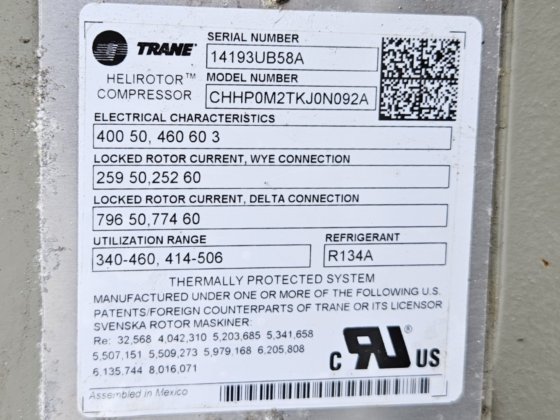 TRANE
SERIAL NUMBER
14193UB58A
HELIROTOR™
COMPRESSOR
MODEL NUMBER
CHHP0M2TKJ0N092A
ELECTRICAL CHARACTERISTICS
400 50, 460 60 3
LOCKED ROTOR CURRENT, WYE CONNECTION
259 50,252 60
LOCKED ROTOR CURRENT, DELTA CONNECTION
796 50,774 60
UTILIZATION RANGE
340-460, 414-506
REFRIGERANT
R134A
THERMALLY PROTECTED SYSTEM
MANUFACTURED UNDER ONE OR MORE OF THE FOLLOWING U.S.
PATENTS/FOREIGN COUNTERPARTS OF TRANE OR ITS LICENSOR
SVENSKA ROTOR MASKINER:
Re: 32,568 4,042,310 5,203,685 5,341,658
5,507,151 5,509,273 5,979,168 6,205,808
6,135,744 8,016,071
C RU US
Assembled in Mexico